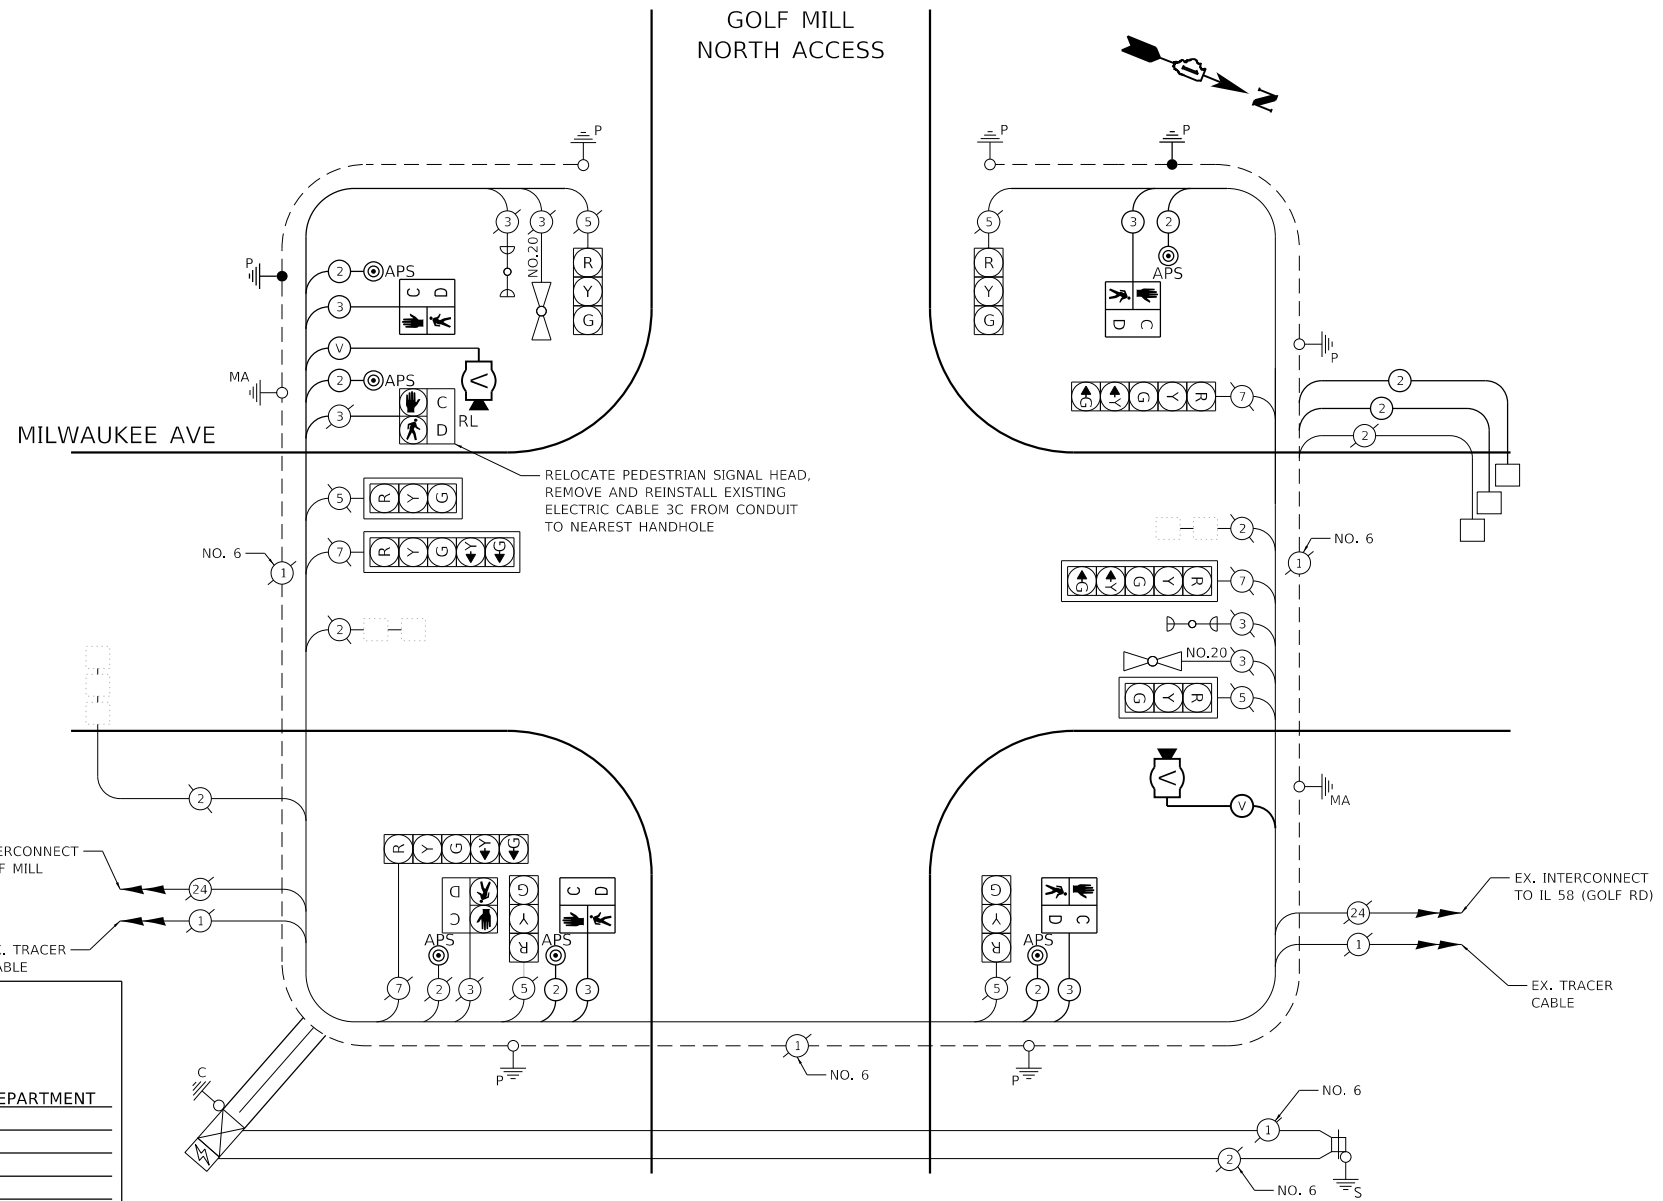 GOLF MILL
NORTH ACCESS
N
P
P
P
3
3
5
NO.20
R
Y
G
5
R
Y
G
3
2
APS
C D
P
2
APS
3
C D
V
V
MA
2
APS
3
C
D
RL
D C
P
G Y G Y R
7
2
2
2
MILWAUKEE AVE
RELOCATE PEDESTRIAN SIGNAL HEAD,
REMOVE AND REINSTALL EXISTING
ELECTRIC CABLE 3C FROM CONDUIT
TO NEAREST HANDHOLE
5
R Y G
7
R Y G Y G
NO. 6
1
2
2
G Y G Y R
7
NO. 6
1
3
NO.20
3
G Y R
5
V
V
MA
2
ERCONNECT
F MILL
24
1
. TRACER
ABLE
R Y G Y G
D
C
G
Y
R
C D
APS
APS
7
2
3
5
2
3
G
Y
R
D C
APS
5
2
3
24
EX. INTERCONNECT
TO IL 58 (GOLF RD)
1
EX. TRACER
CABLE
P
1
NO. 6
P
C
EPARTMENT
NO. 6
1
2
NO. 6
S